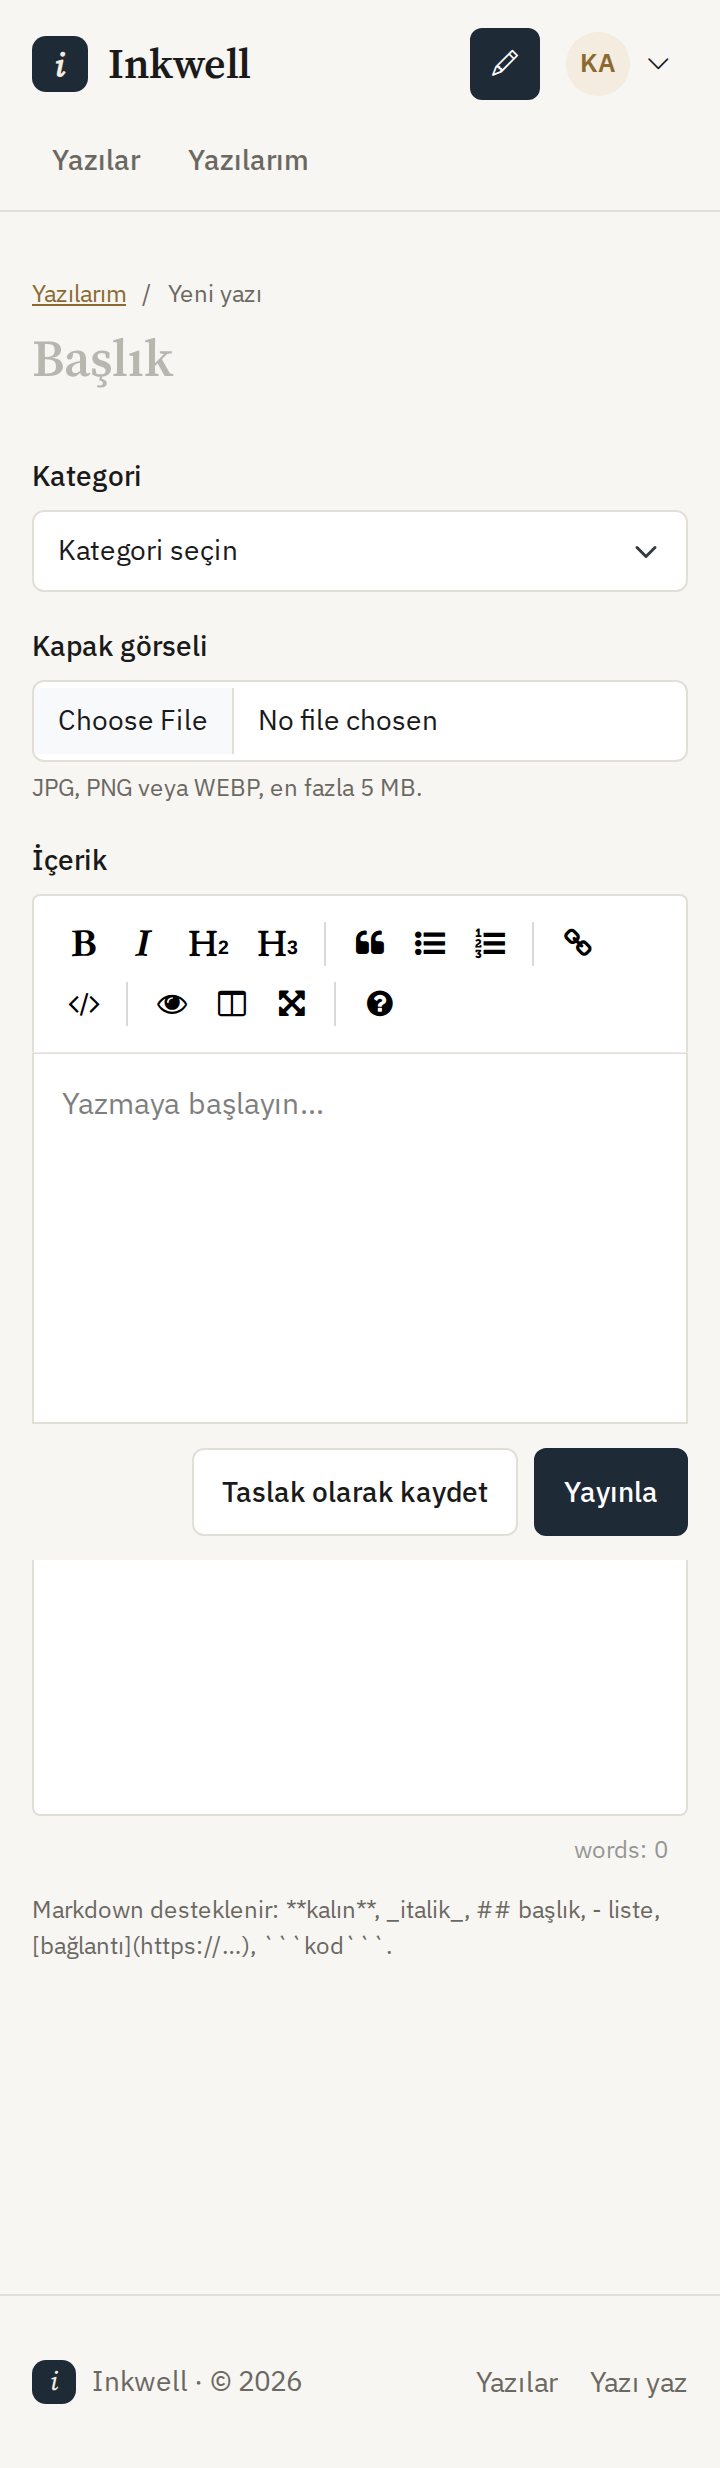 i Inkwell KA
Yazılar Yazılarım
Yazılarım / Yeni yazı
Başlık
Kategori
Kategori seçin
Kapak görseli
Choose File No file chosen
JPG, PNG veya WEBP, en fazla 5 MB.
İçerik
B I H2 H3
Yazmaya başlayın...
Taslak olarak kaydet Yayınla
words: 0
Markdown desteklenir: **kalın**, _italik_, ## başlık, - liste,
[bağlantı](https://...), ```kod```.
i Inkwell · © 2026 Yazılar Yazı yaz